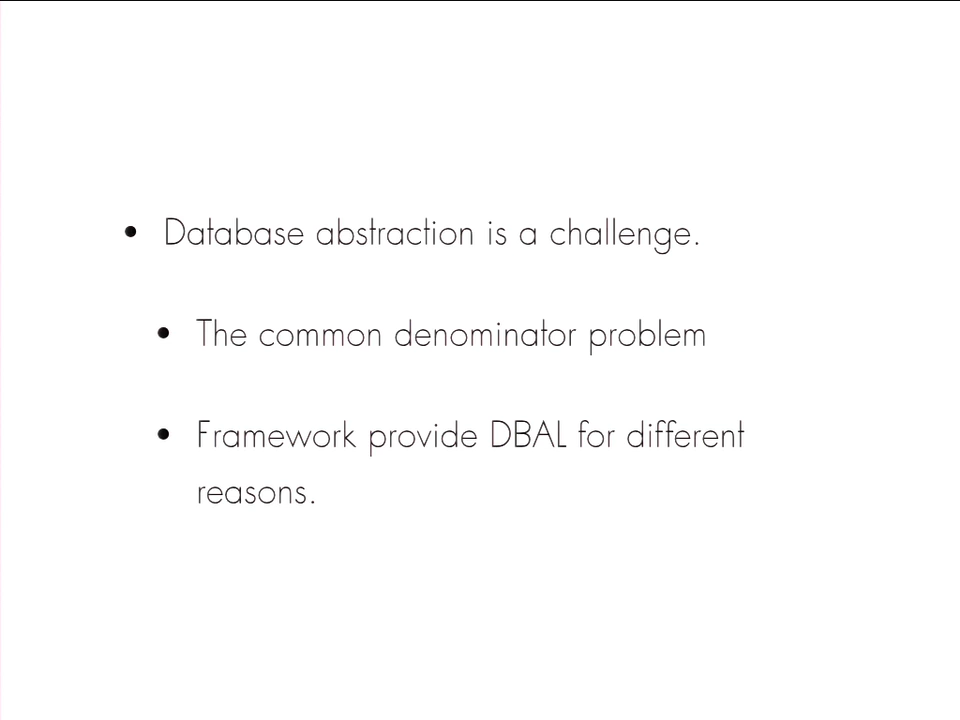 • Database abstraction is a challenge.
• The common denominator problem
• Framework provide DBAL for different
reasons.